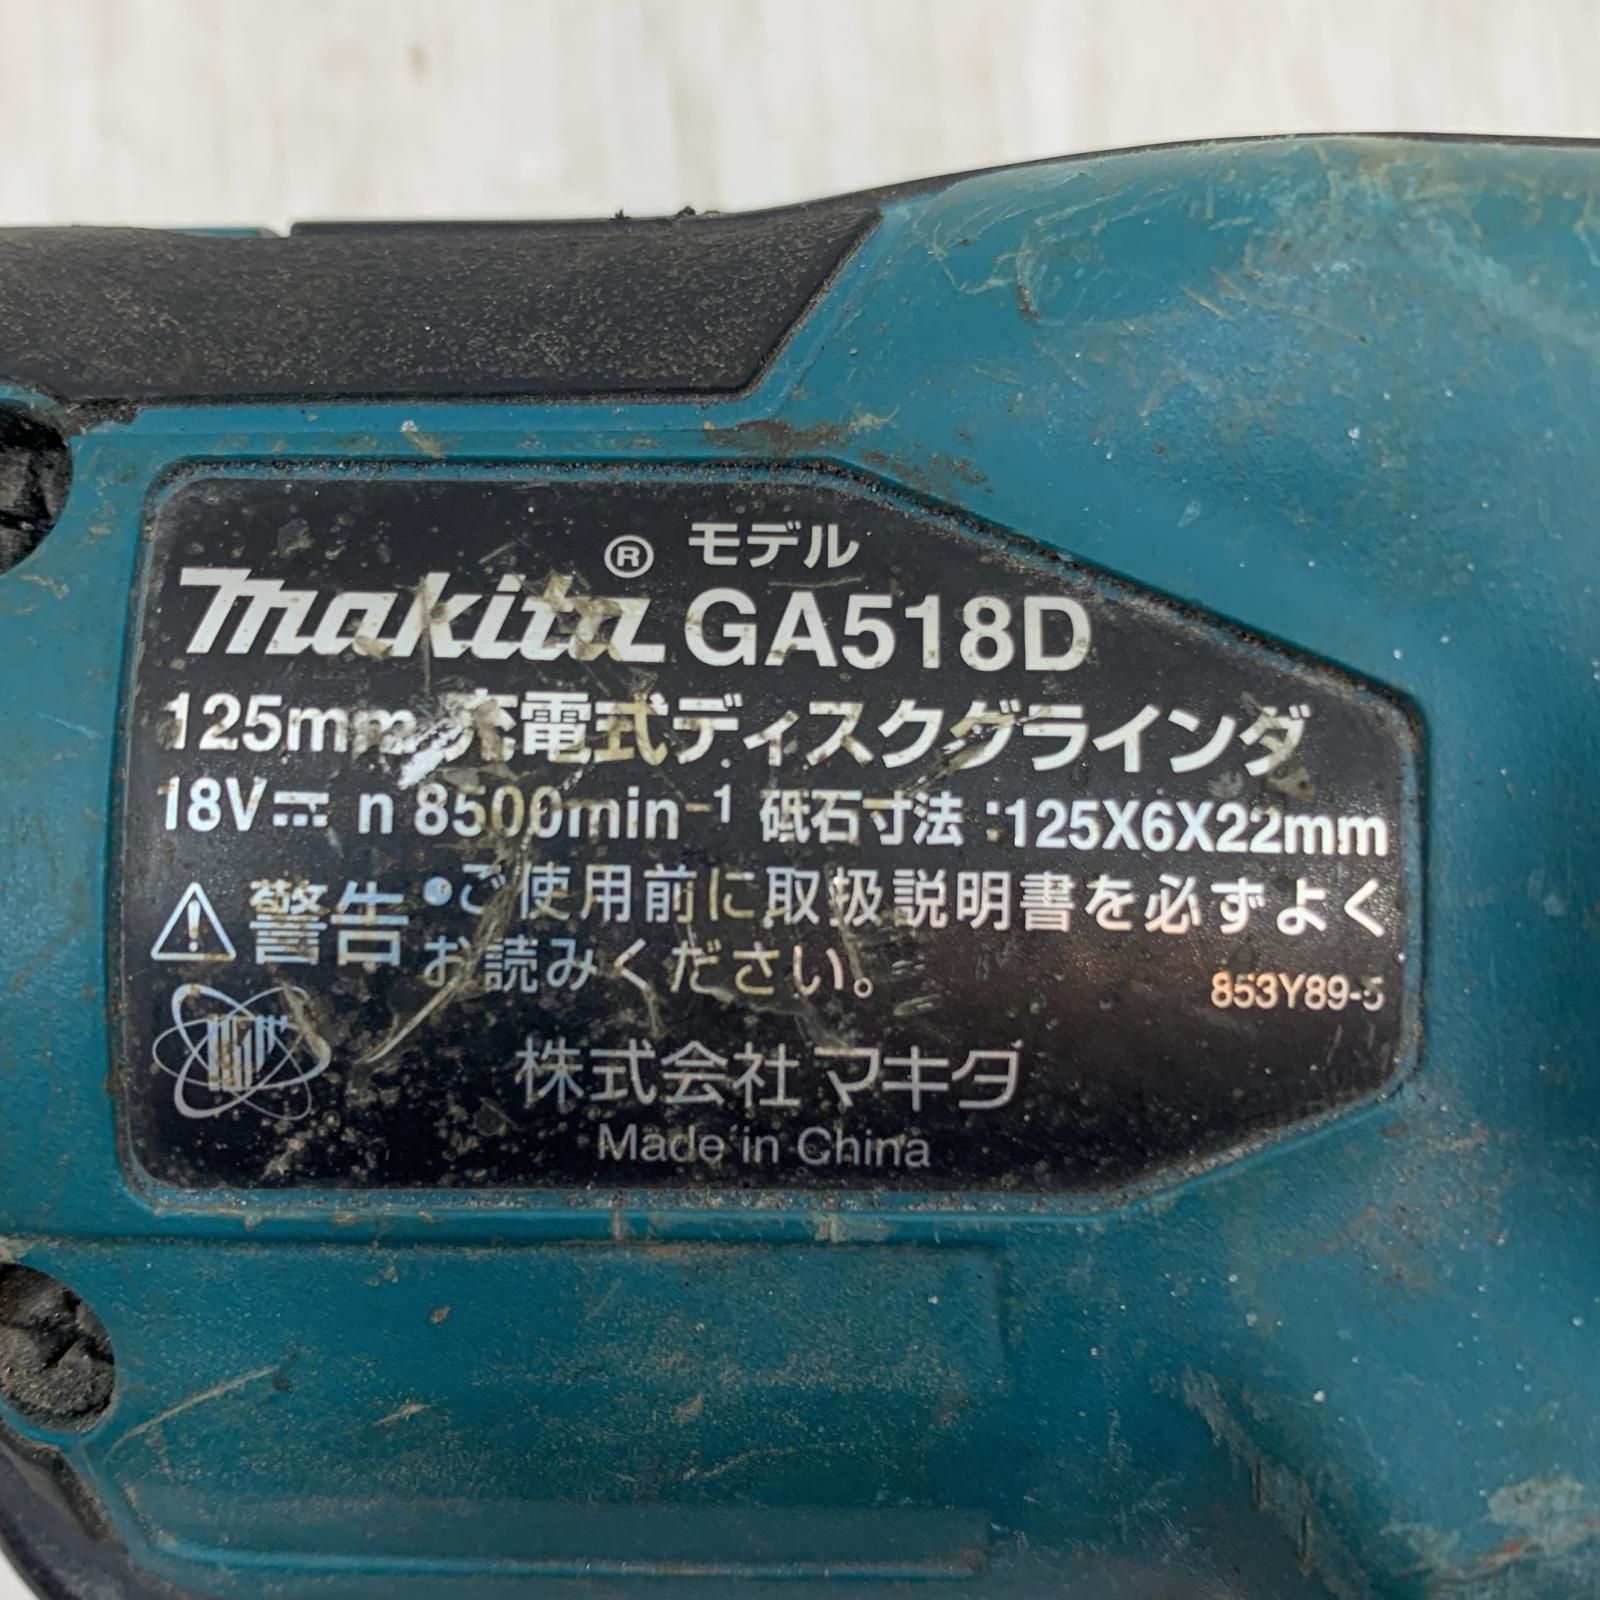 makita® モデル GA518D
125mm 充電式ディスクグラインダ
18V⎓ n 8500min⁻¹ 砥石寸法:125X6X22mm
⚠警告 ●ご使用前に取扱説明書を必ずよく
お読みください。
853Y89-5
株式会社マキタ
Made in China